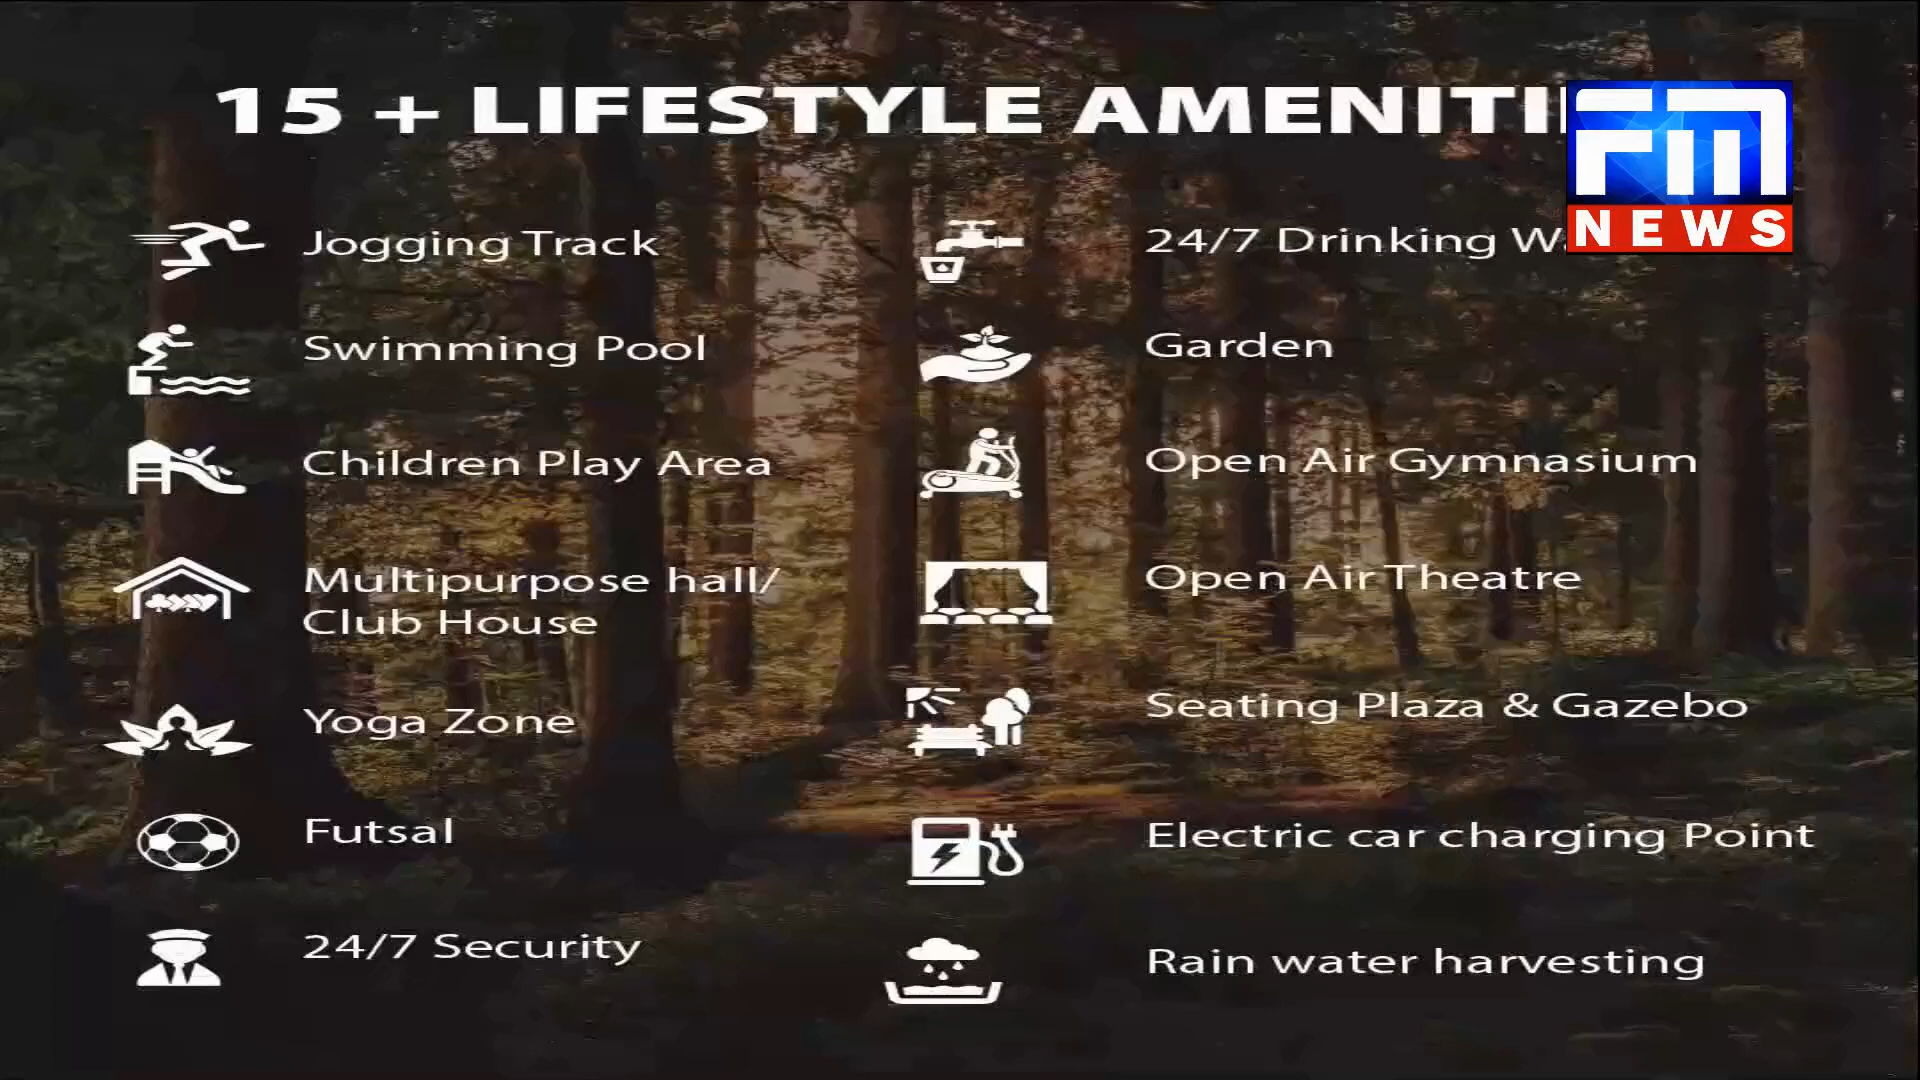 15 + LIFESTYLE AMENITI
FM
NEWS
Jogging Track
24/7 Drinking
Swimming Pool
Garden
Children Play Area
Open Air Gymnasium
Multipurpose hall/
Club House
Open Air Theatre
Yoga Zone
Seating Plaza & Gazebo
Futsal
Electric car charging Point
24/7 Security
Rain water harvesting